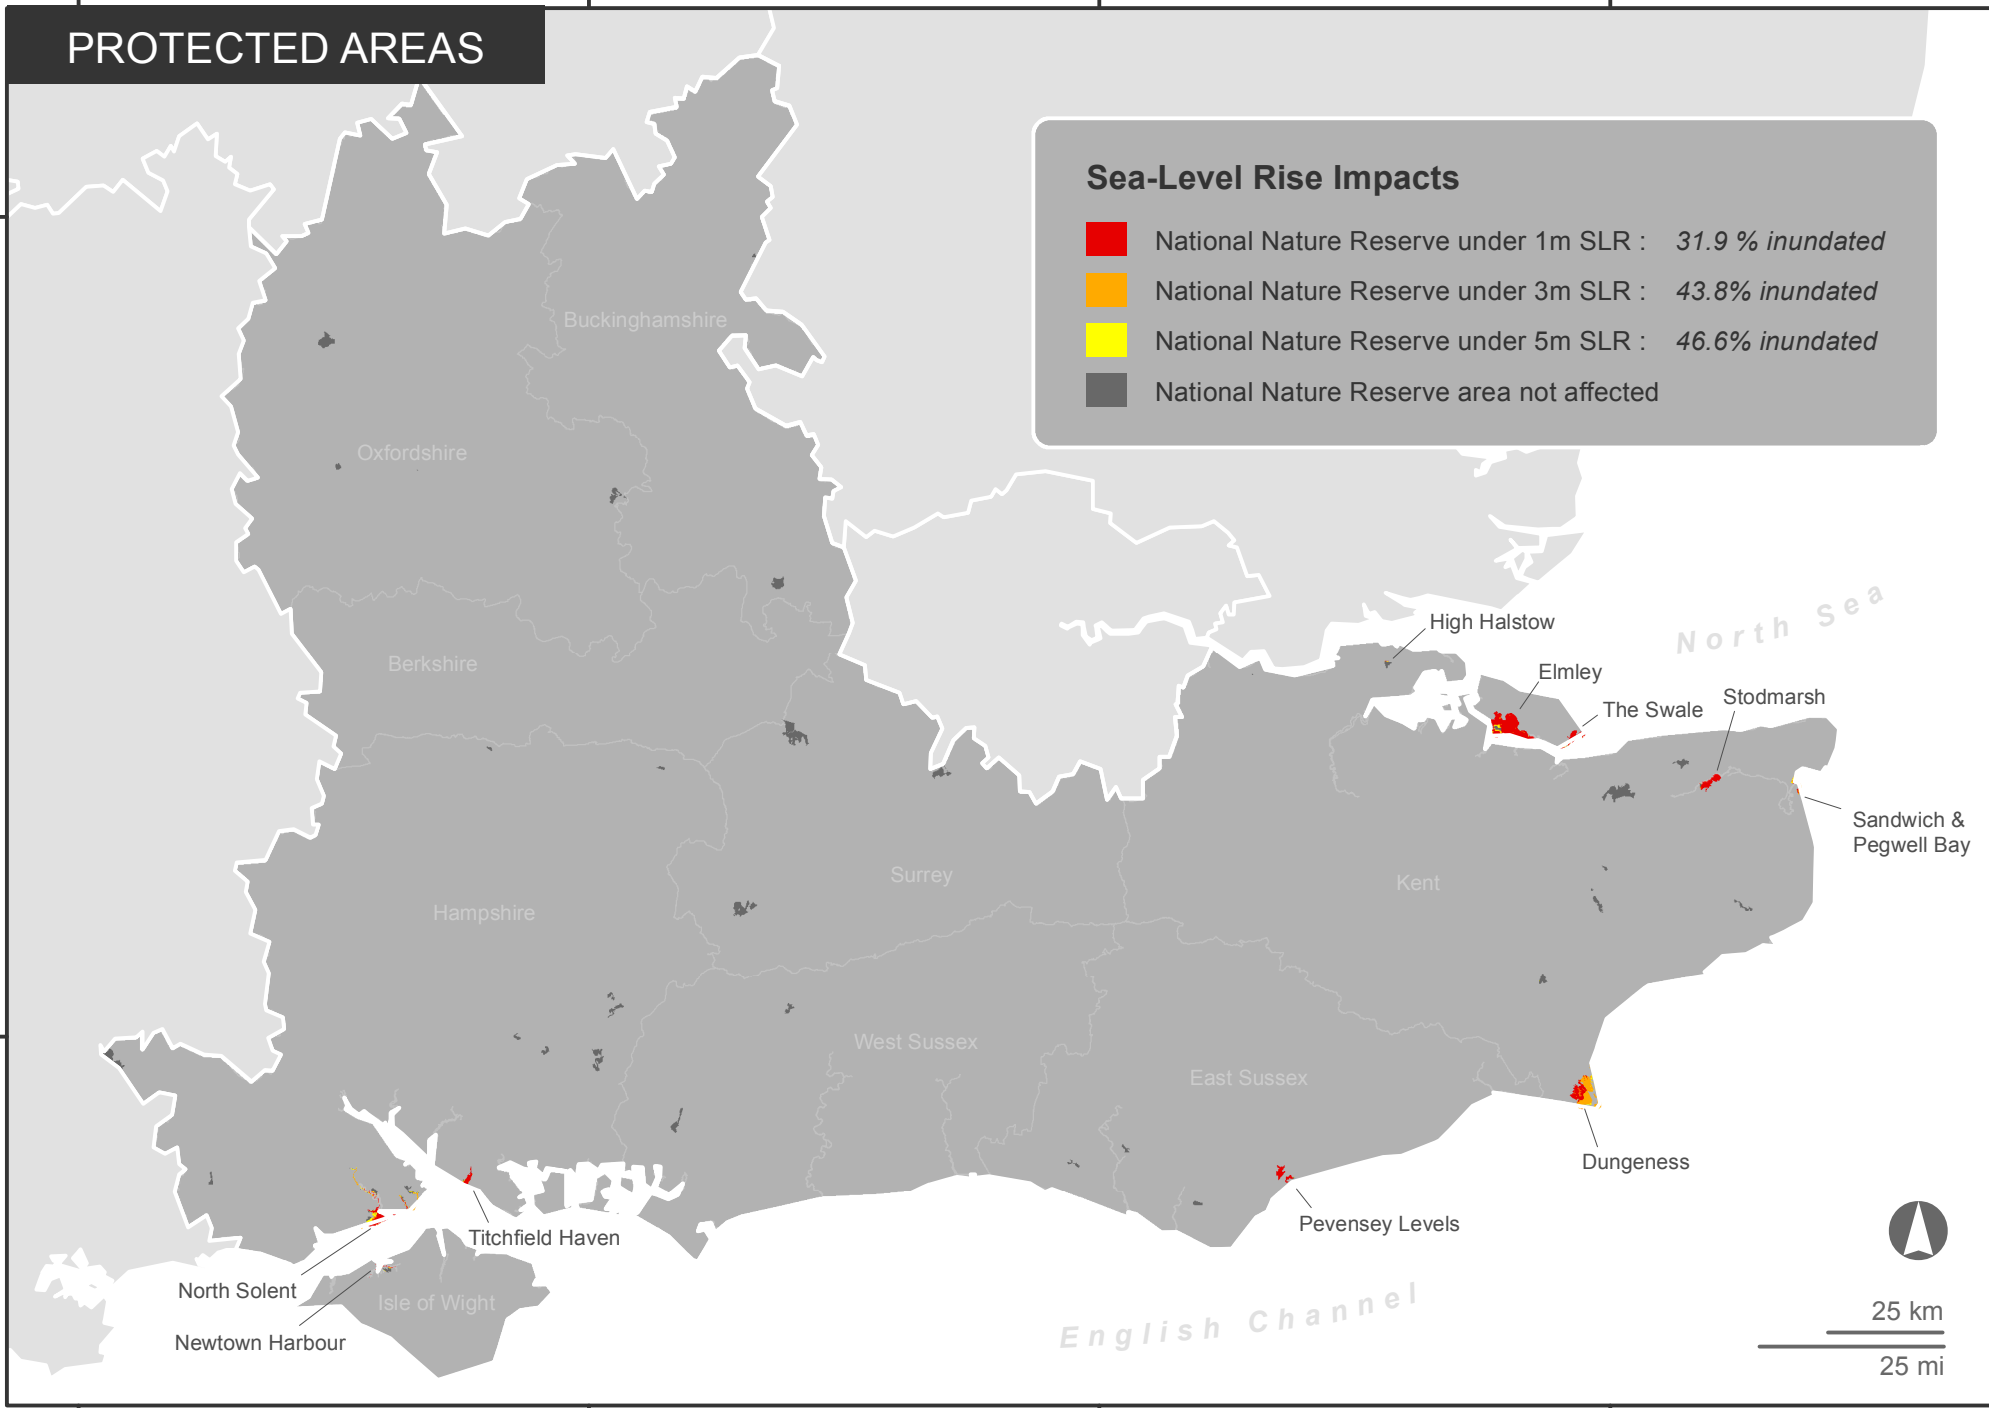 PROTECTED AREAS
Sea-Level Rise Impacts
National Nature Reserve under 1m SLR : 31.9 % inundated
National Nature Reserve under 3m SLR : 43.8% inundated
National Nature Reserve under 5m SLR : 46.6% inundated
National Nature Reserve area not affected
Buckinghamshire
Oxfordshire
North Sea
High Halstow
Berkshire
Elmley
Stodmarsh
The Swale
Sandwich &
Pegwell Bay
Surrey
Kent
Hampshire
West Sussex
East Sussex
Dungeness
Pevensey Levels
Titchfield Haven
North Solent
Isle of Wight
Newtown Harbour
English Channel
25 km
25 mi